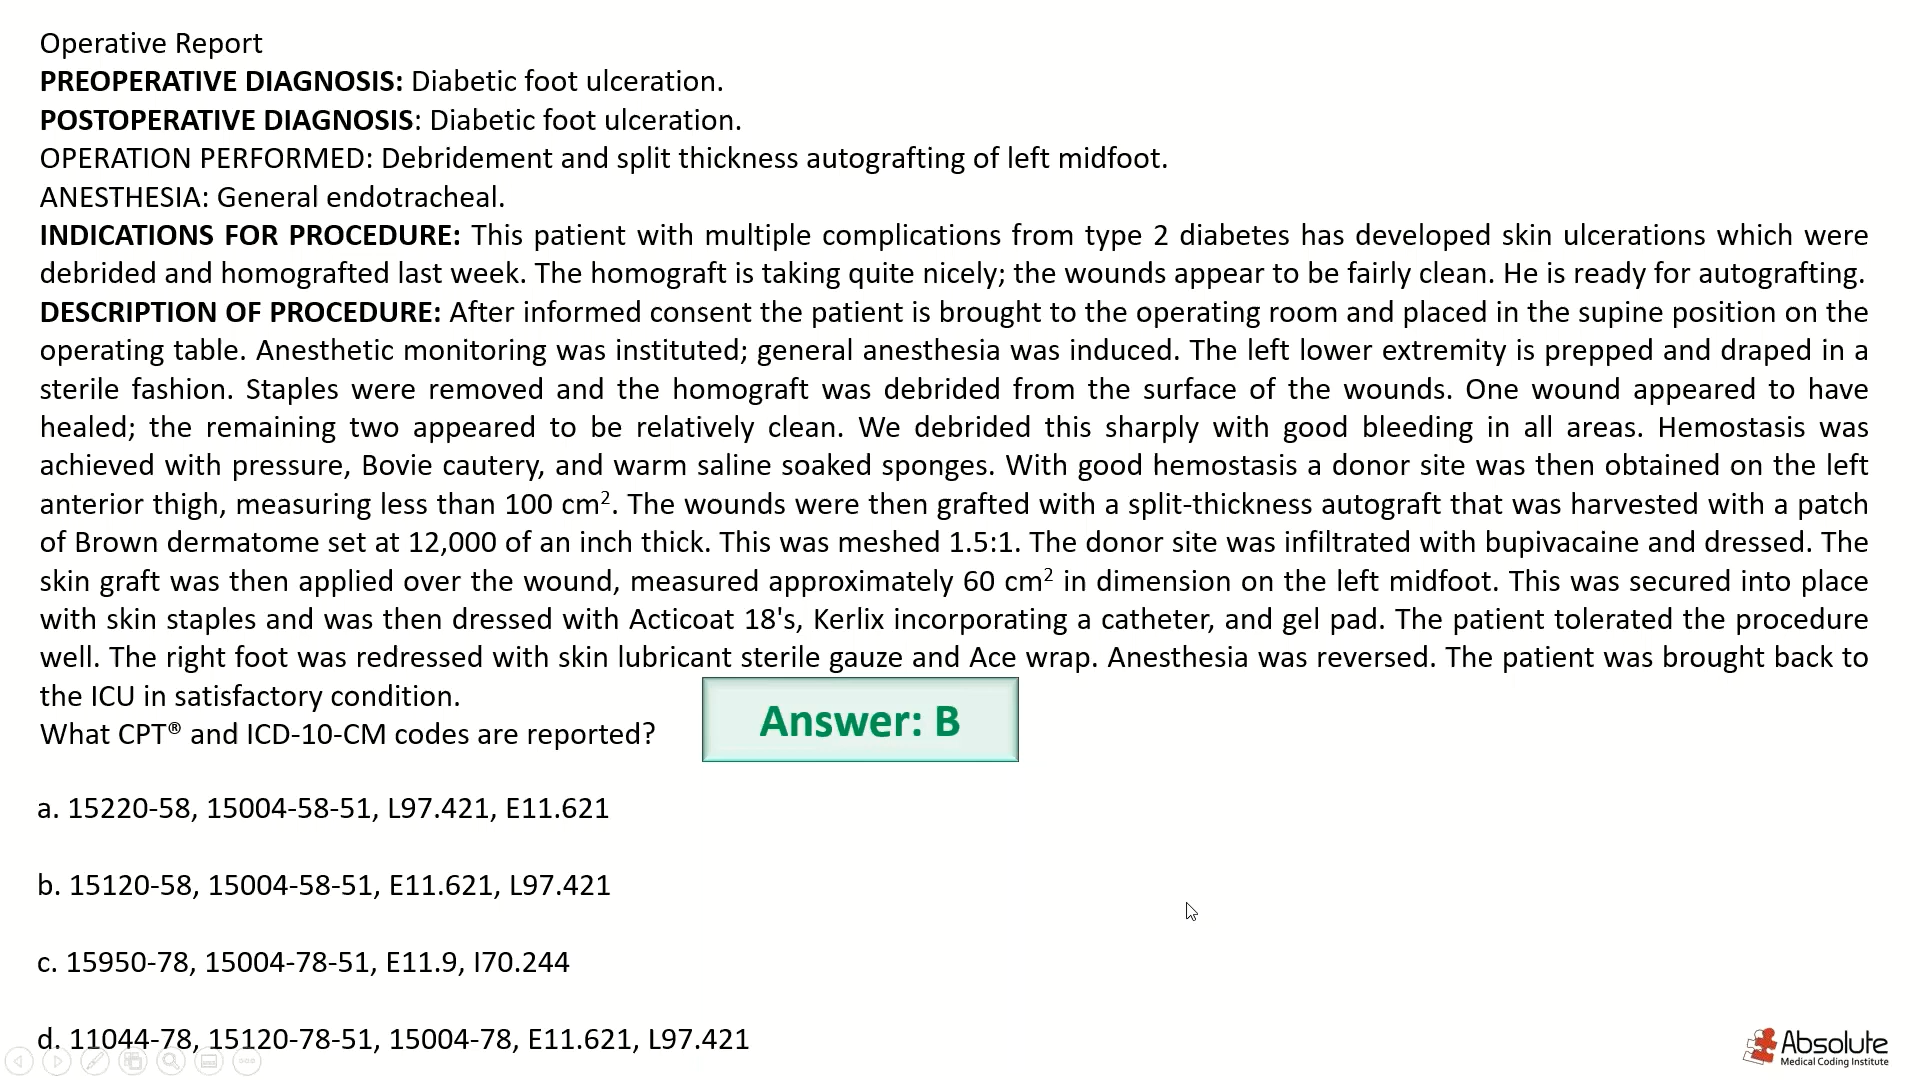 Operative Report
PREOPERATIVE DIAGNOSIS: Diabetic foot ulceration.
POSTOPERATIVE DIAGNOSIS: Diabetic foot ulceration.
OPERATION PERFORMED: Debridement and split thickness autografting of left midfoot.
ANESTHESIA: General endotracheal.
INDICATIONS FOR PROCEDURE: This patient with multiple complications from type 2 diabetes has developed skin ulcerations which were
debrided and homografted last week. The homograft is taking quite nicely; the wounds appear to be fairly clean. He is ready for autografting.
DESCRIPTION OF PROCEDURE: After informed consent the patient is brought to the operating room and placed in the supine position on the
operating table. Anesthetic monitoring was instituted; general anesthesia was induced. The left lower extremity is prepped and draped in a
sterile fashion. Staples were removed and the homograft was debrided from the surface of the wounds. One wound appeared to have
healed; the remaining two appeared to be relatively clean. We debrided this sharply with good bleeding in all areas. Hemostasis was
achieved with pressure, Bovie cautery, and warm saline soaked sponges. With good hemostasis a donor site was then obtained on the left
anterior thigh, measuring less than 100 cm². The wounds were then grafted with a split-thickness autograft that was harvested with a patch
of Brown dermatome set at 12,000 of an inch thick. This was meshed 1.5:1. The donor site was infiltrated with bupivacaine and dressed. The
skin graft was then applied over the wound, measured approximately 60 cm² in dimension on the left midfoot. This was secured into place
with skin staples and was then dressed with Acticoat 18's, Kerlix incorporating a catheter, and gel pad. The patient tolerated the procedure
well. The right foot was redressed with skin lubricant sterile gauze and Ace wrap. Anesthesia was reversed. The patient was brought back to
the ICU in satisfactory condition.
What CPT® and ICD-10-CM codes are reported?
Answer: B
a. 15220-58, 15004-58-51, L97.421, E11.621
b. 15120-58, 15004-58-51, E11.621, L97.421
c. 15950-78, 15004-78-51, E11.9, I70.244
d. 11044-78, 15120-78-51, 15004-78, E11.621, L97.421
Absolute
Medical Coding Institute